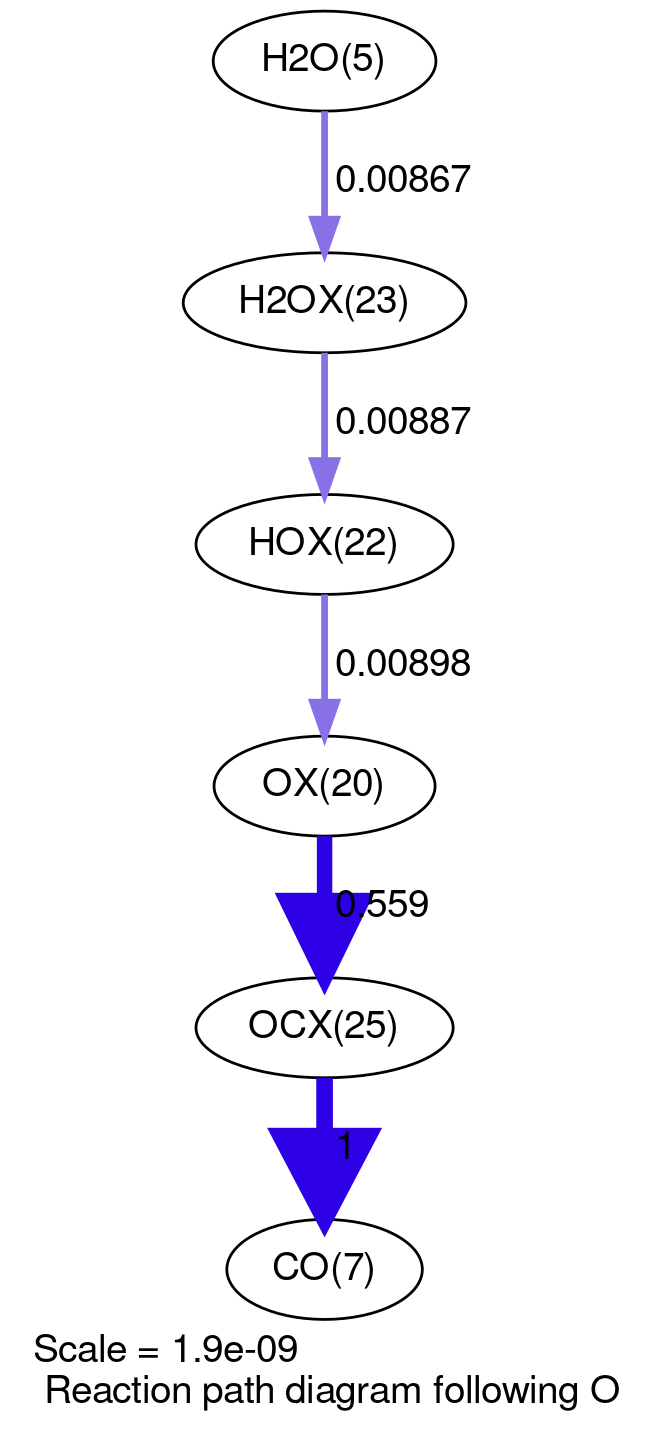 H2O(5)
0.00867
H2OX(23)
0.00887
HOX(22)
0.00898
OX(20)
0.559
OCX(25)
1
CO(7)
Scale = 1.9e-09
Reaction path diagram following O